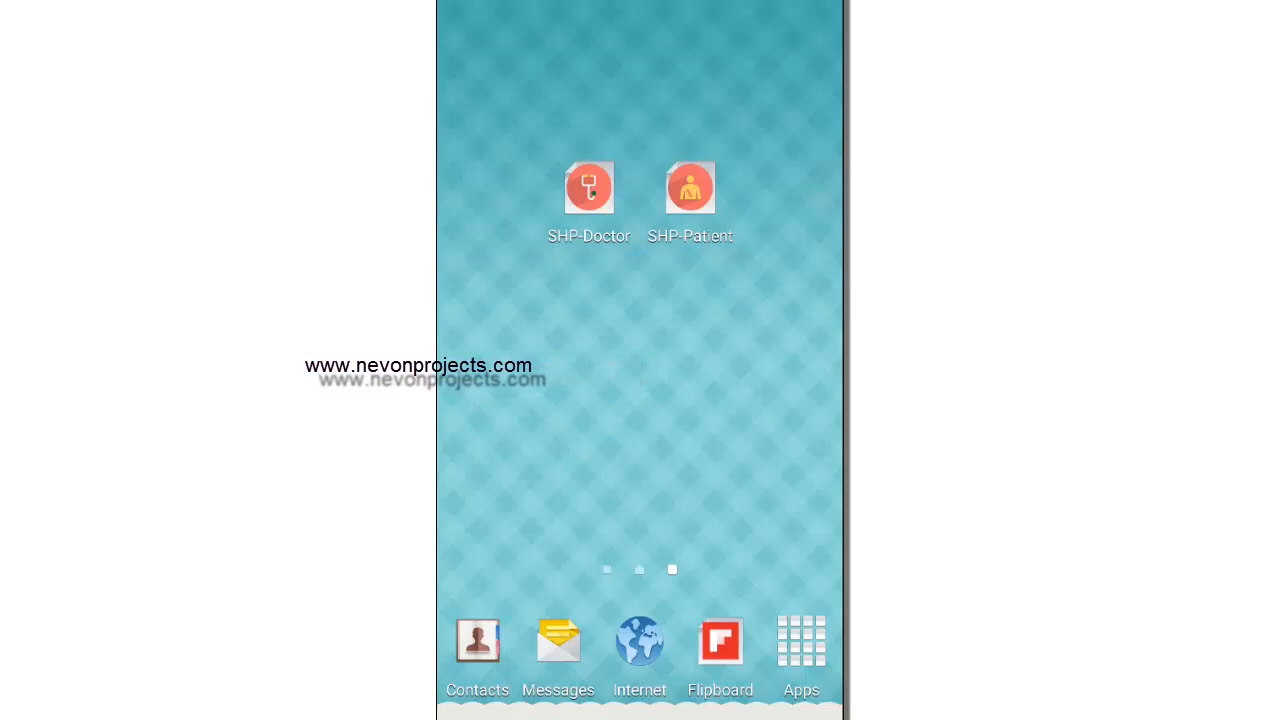 SHP-Doctor SHP-Patient
www.nevonprojects.com
www.nevonprojects.com
Contacts Messages Internet Flipboard Apps